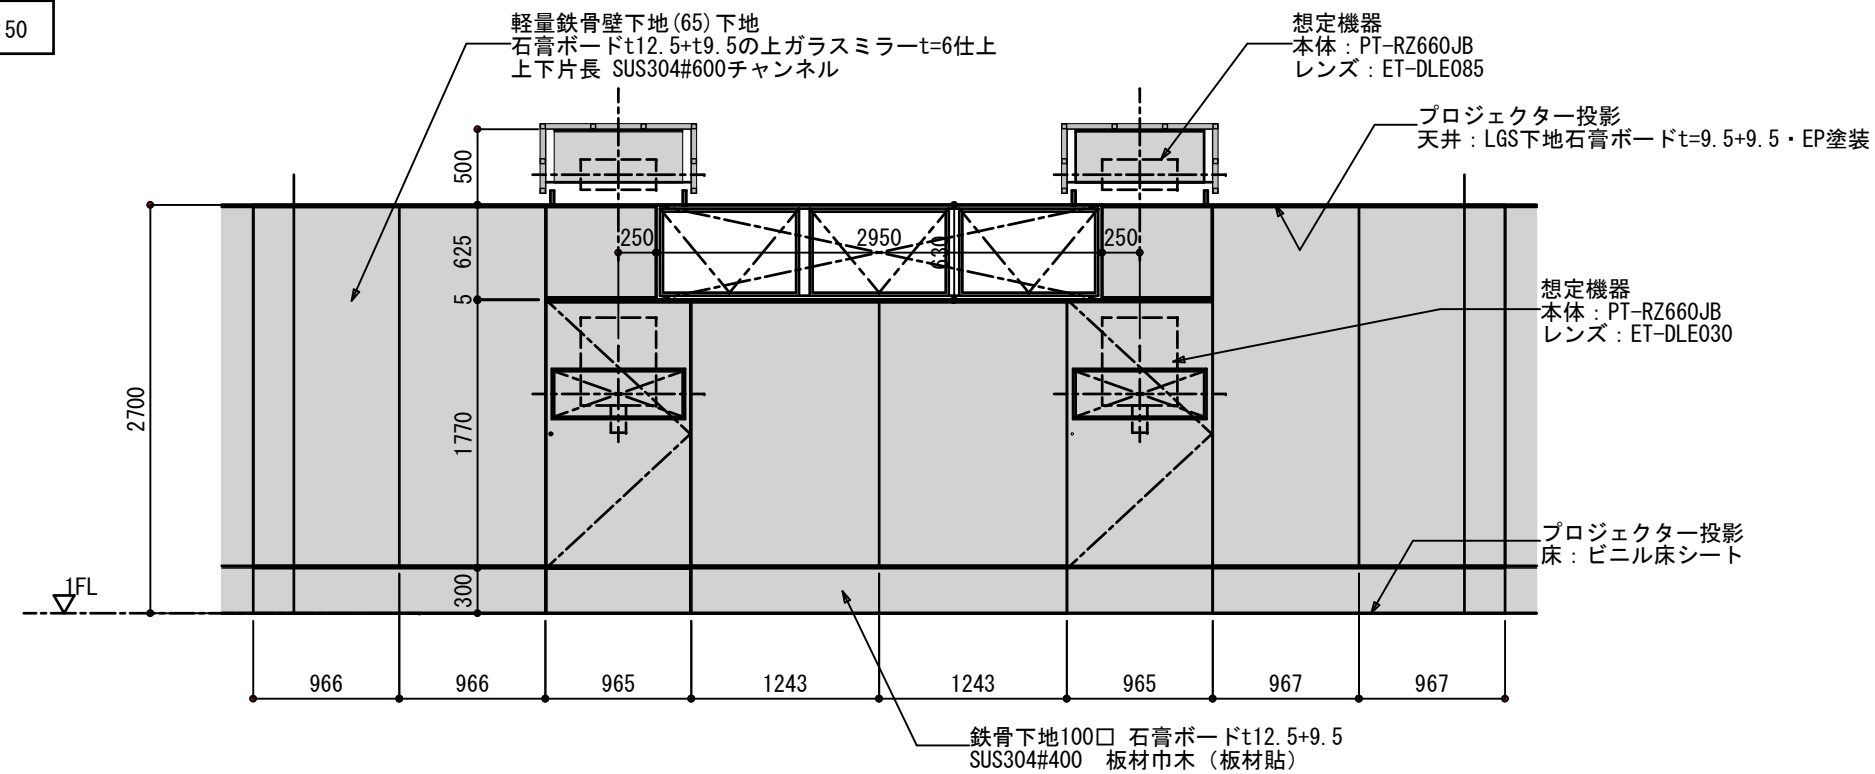 50
軽量鉄骨壁下地(65)下地
石膏ボードt12.5+t9.5の上ガラスミラーt=6仕上
上下片長 SUS304#600チャンネル
想定機器
本体：PT-RZ660JB
レンズ：ET-DLE085
プロジェクター投影
天井：LGS下地石膏ボードt=9.5+9.5・EP塗装
500
625
5
250
2950
630
250
想定機器
本体：PT-RZ660JB
レンズ：ET-DLE030
2700
1770
プロジェクター投影
床：ビニル床シート
1FL
300
966
966
965
1243
1243
965
967
967
鉄骨下地100口 石膏ボードt12.5+9.5
SUS304#400 板材巾木（板材貼）